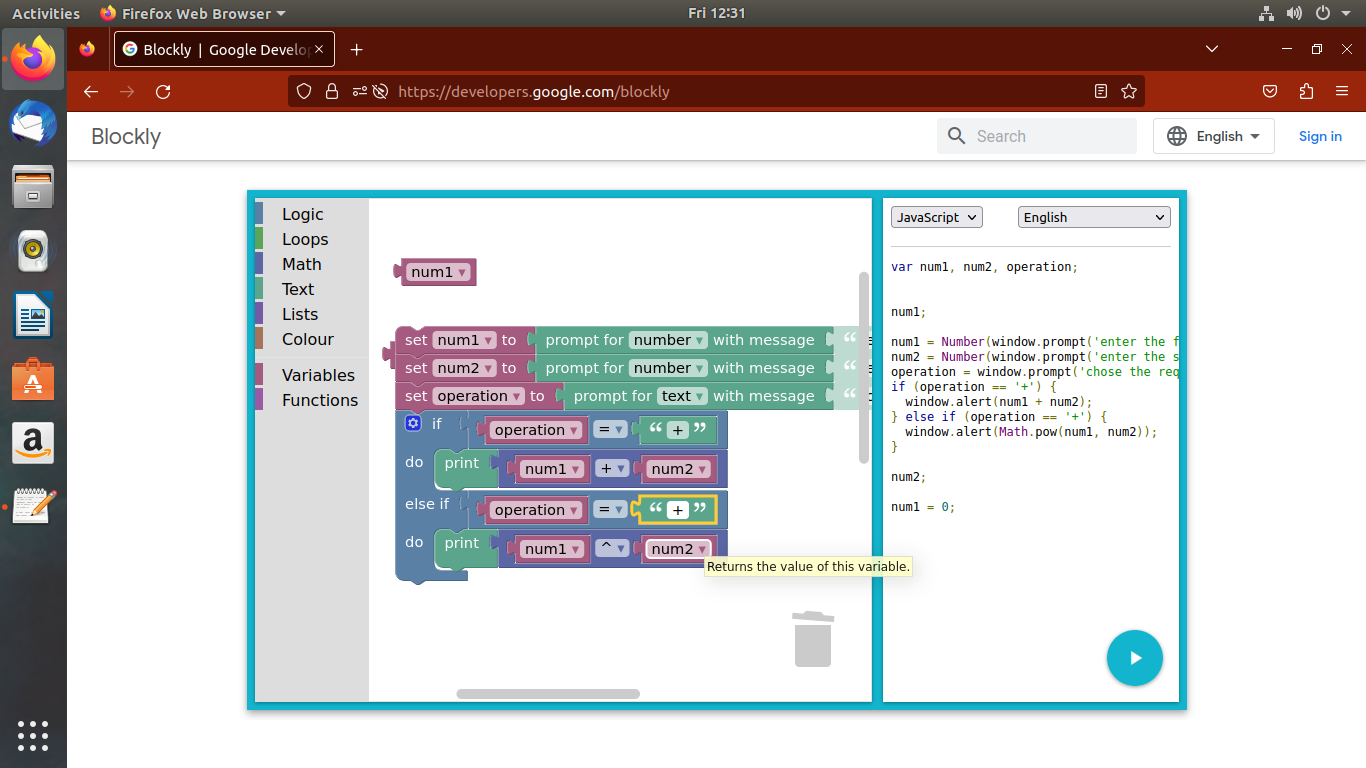 Activities Firefox Web Browser Fri 12:31
Blockly | Google Develop
https://developers.google.com/blockly
Blockly Search English Sign in
Logic
Loops
Math
Text
Lists
Colour
Variables
Functions
num1
set num1 to prompt for number with message “
set num2 to prompt for number with message “
set operation to prompt for text with message “
if operation = “ + ”
do print num1 + num2
else if operation = “ + ”
do print num1 ^ num2
Returns the value of this variable.
JavaScript English
var num1, num2, operation;
num1;
num1 = Number(window.prompt('enter the f
num2 = Number(window.prompt('enter the s
operation = window.prompt('chose the req
if (operation == '+') {
window.alert(num1 + num2);
} else if (operation == '+') {
window.alert(Math.pow(num1, num2));
}
num2;
num1 = 0;